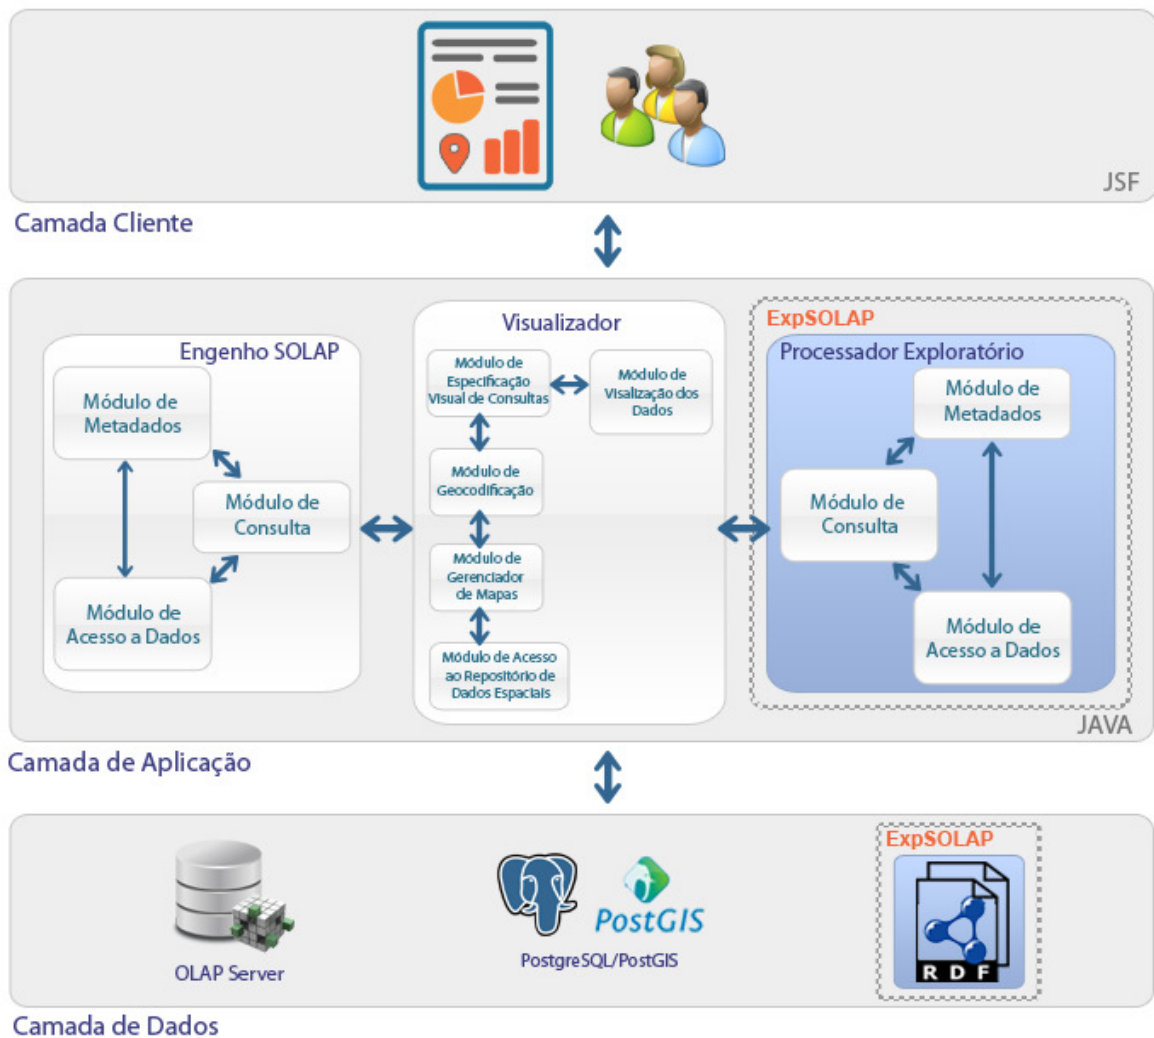 JSF
Camada Cliente
Engenho SOLAP
Módulo de
Metadados
Módulo de
Consulta
Módulo de
Acesso a Dados
Visualizador
Módulo de
Especificação
Visual de Consultas
Módulo de
Visalização dos
Dados
Módulo de
Geocodificação
Módulo de
Gerenciador
de Mapas
Módulo de Acesso
ao Repositório de
Dados Espaciais
ExpSOLAP
Processador Exploratório
Módulo de
Metadados
Módulo de
Consulta
Módulo de
Acesso a Dados
JAVA
Camada de Aplicação
OLAP Server
PostGIS
PostgreSQL/PostGIS
ExpSOLAP
RDF
Camada de Dados